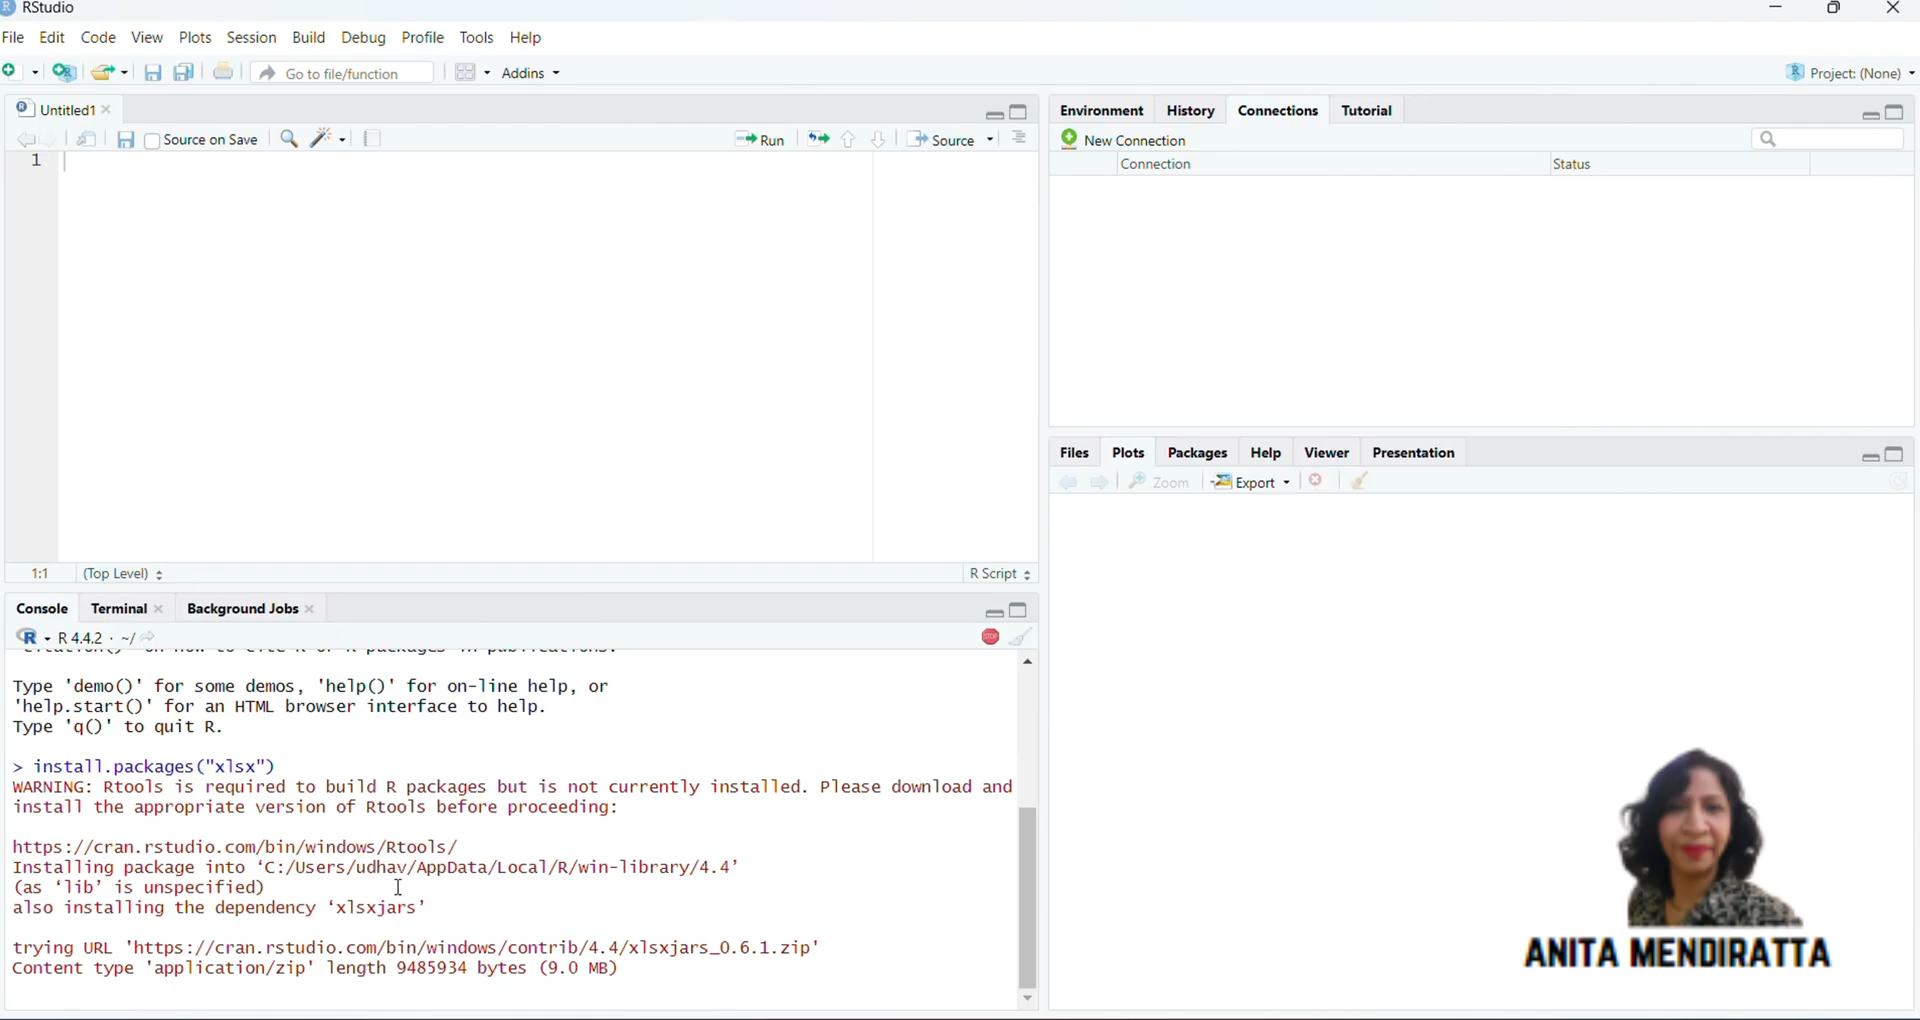 RStudio
File Edit Code View Plots Session Build Debug Profile Tools Help
Go to file/function Addins Project: (None)
Untitled1
Source on Save Run Source
1
1:1 (Top Level) R Script
Console Terminal Background Jobs
R 4.4.2 · ~/
Type 'demo()' for some demos, 'help()' for on-line help, or
'help.start()' for an HTML browser interface to help.
Type 'q()' to quit R.
> install.packages("xlsx")
WARNING: Rtools is required to build R packages but is not currently installed. Please download and
install the appropriate version of Rtools before proceeding:
https://cran.rstudio.com/bin/windows/Rtools/
Installing package into ‘C:/Users/udhav/AppData/Local/R/win-library/4.4’
(as ‘lib’ is unspecified)
also installing the dependency ‘xlsxjars’
trying URL 'https://cran.rstudio.com/bin/windows/contrib/4.4/xlsxjars_0.6.1.zip'
Content type 'application/zip' length 9485934 bytes (9.0 MB)
Environment History Connections Tutorial
New Connection
Connection Status
Files Plots Packages Help Viewer Presentation
Zoom Export
ANITA MENDIRATTA